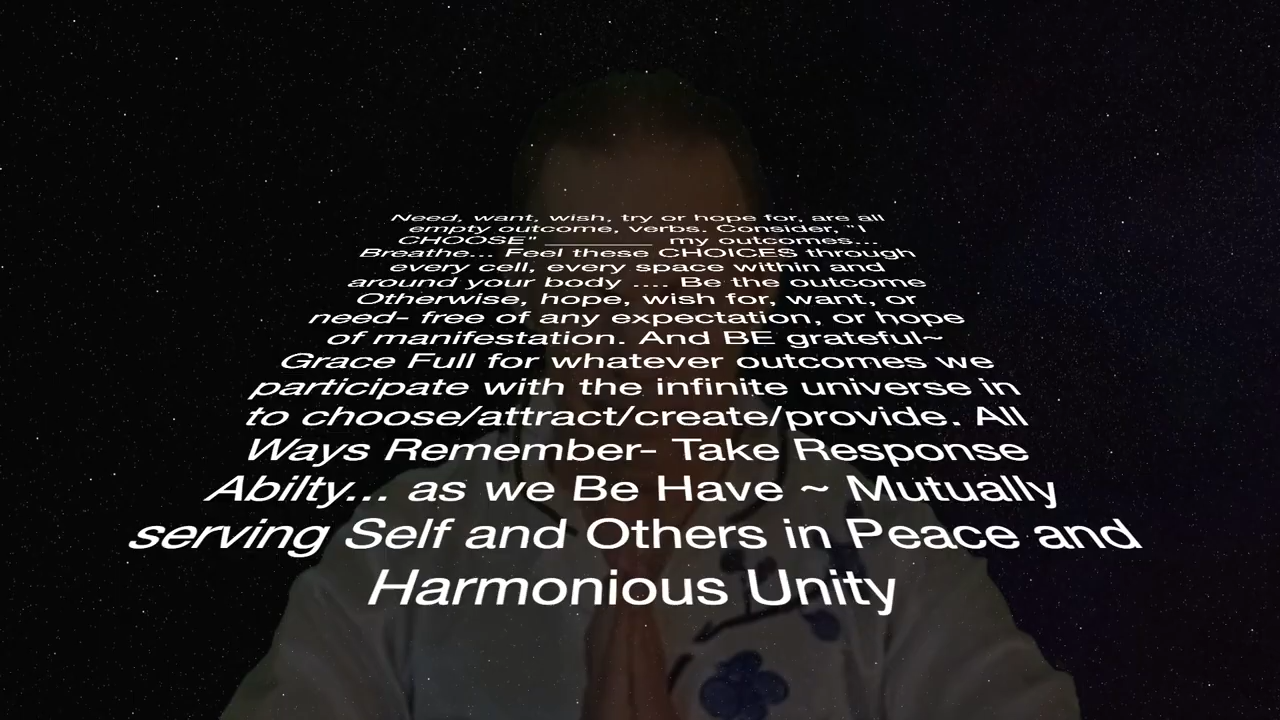 Need, want, wish, try or hope for, are all
empty outcome, verbs. Consider, "I
CHOOSE" __________ my outcomes...
Breathe... Feel these CHOICES through
every cell, every space within and
around your body .... Be the outcome
Otherwise, hope, wish for, want, or
need- free of any expectation, or hope
of manifestation. And BE grateful~
Grace Full for whatever outcomes we
participate with the infinite universe in
to choose/attract/create/provide. All
Ways Remember- Take Response
Abilty... as we Be Have ~ Mutually
serving Self and Others in Peace and
Harmonious Unity